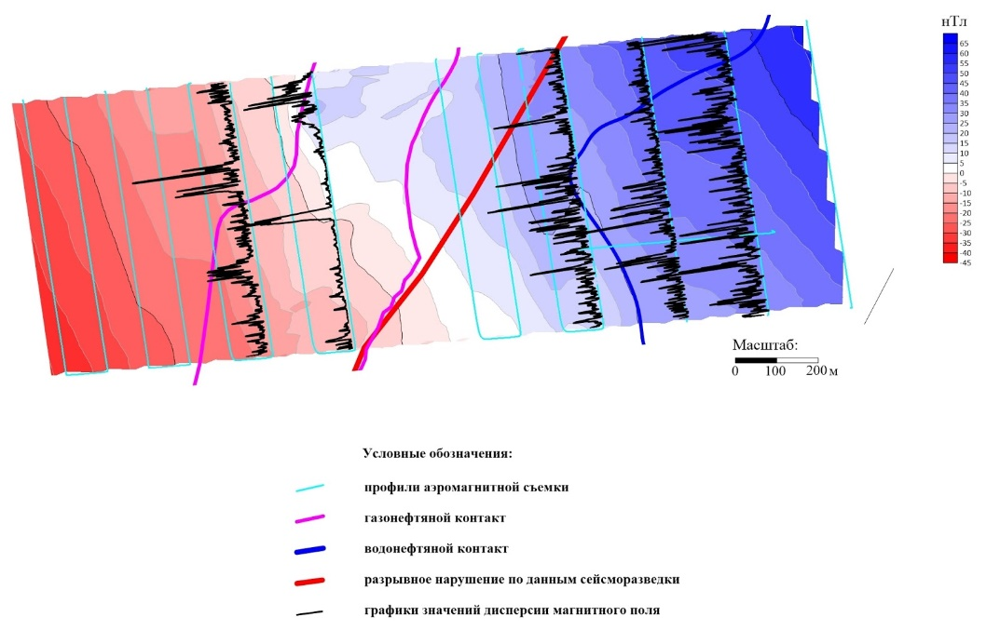 нТл
65
60
55
50
45
40
35
30
25
20
15
10
5
0
-5
-10
-15
-20
-25
-30
-35
-40
-45
Масштаб:
0 100 200 м
Условные обозначения:
профили аэромагнитной съемки
газонефтяной контакт
водонефтяной контакт
разрывное нарушение по данным сейсморазведки
графики значений дисперсии магнитного поля